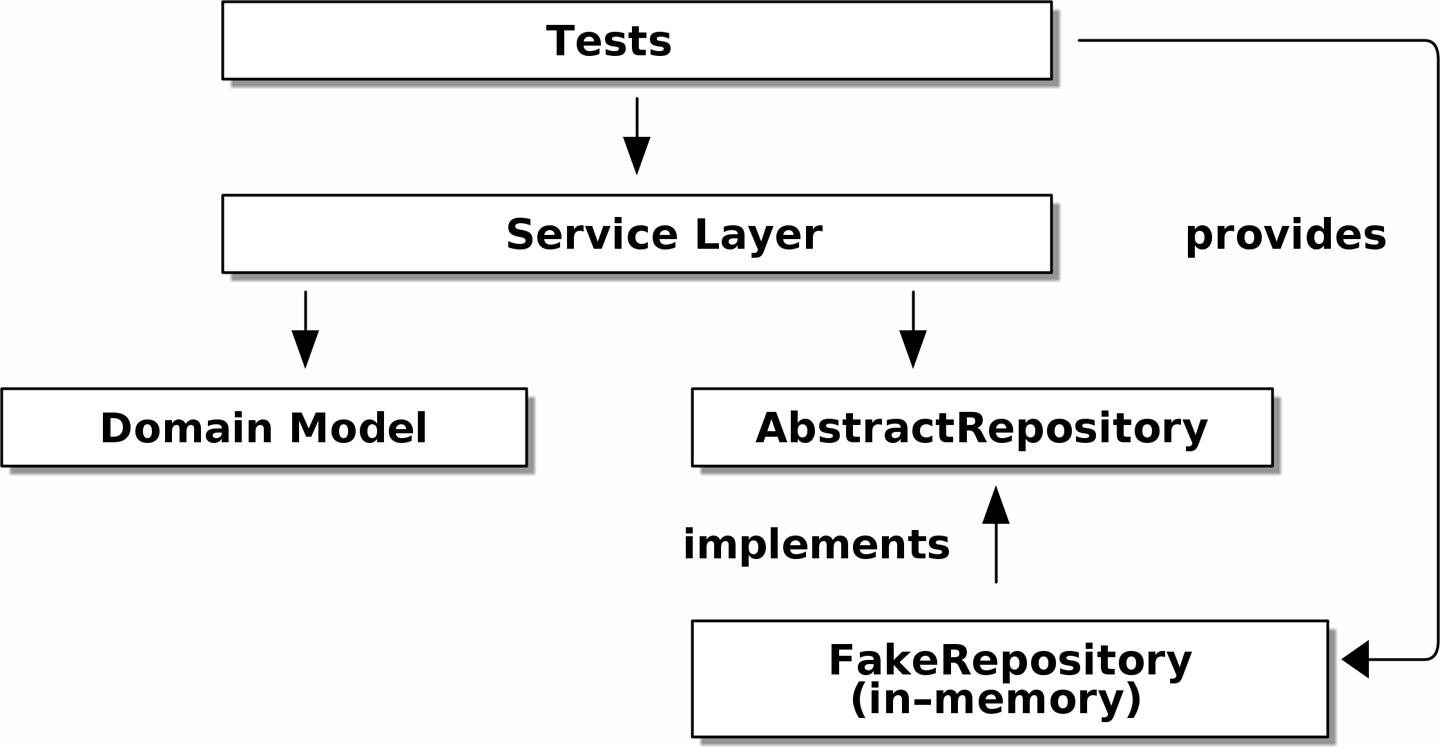 Tests
Service Layer
provides
Domain Model
AbstractRepository
implements
FakeRepository
(in–memory)